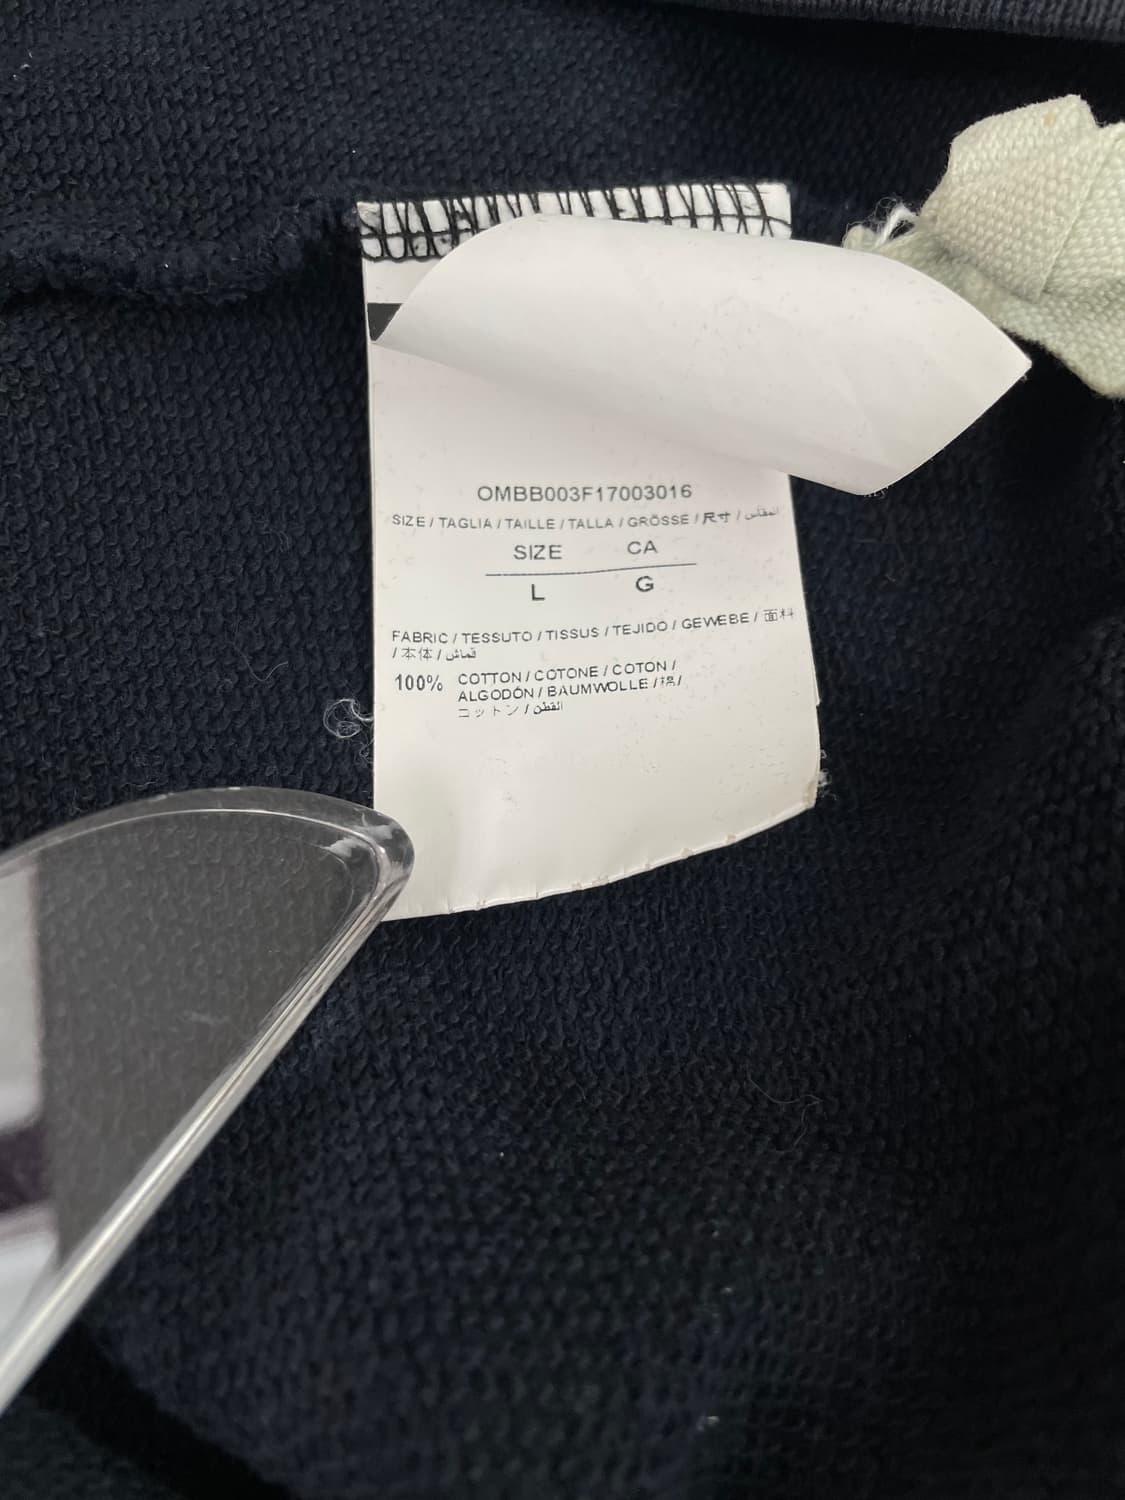 OMBB003F17003016
SIZE / TAGLIA / TAILLE / TALLA / GRÖSSE / 尺寸 / المقاس
SIZE CA
L G
FABRIC / TESSUTO / TISSUS / TEJIDO / GEWEBE / 面料
/ 本体 / قماش
100% COTTON / COTONE / COTON /
ALGODÓN / BAUMWOLLE / 棉 /
コットン / القطن